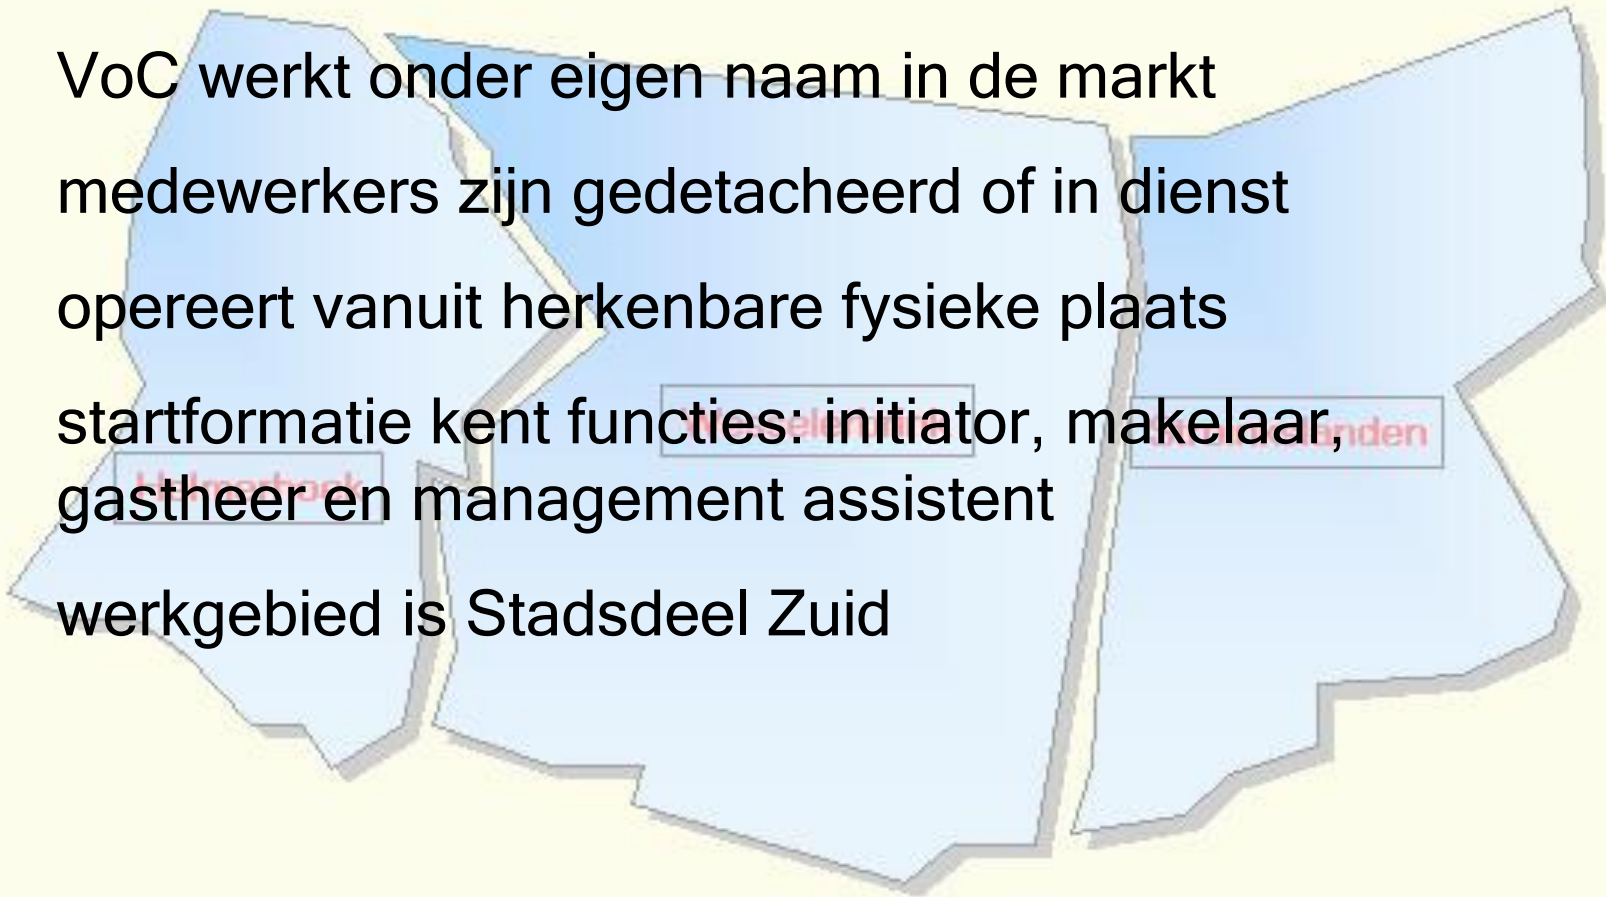 VoC werkt onder eigen naam in de markt
medewerkers zijn gedetacheerd of in dienst
opereert vanuit herkenbare fysieke plaats
startformatie kent functies: initiator, makelaar,
gastheer en management assistent
werkgebied is Stadsdeel Zuid